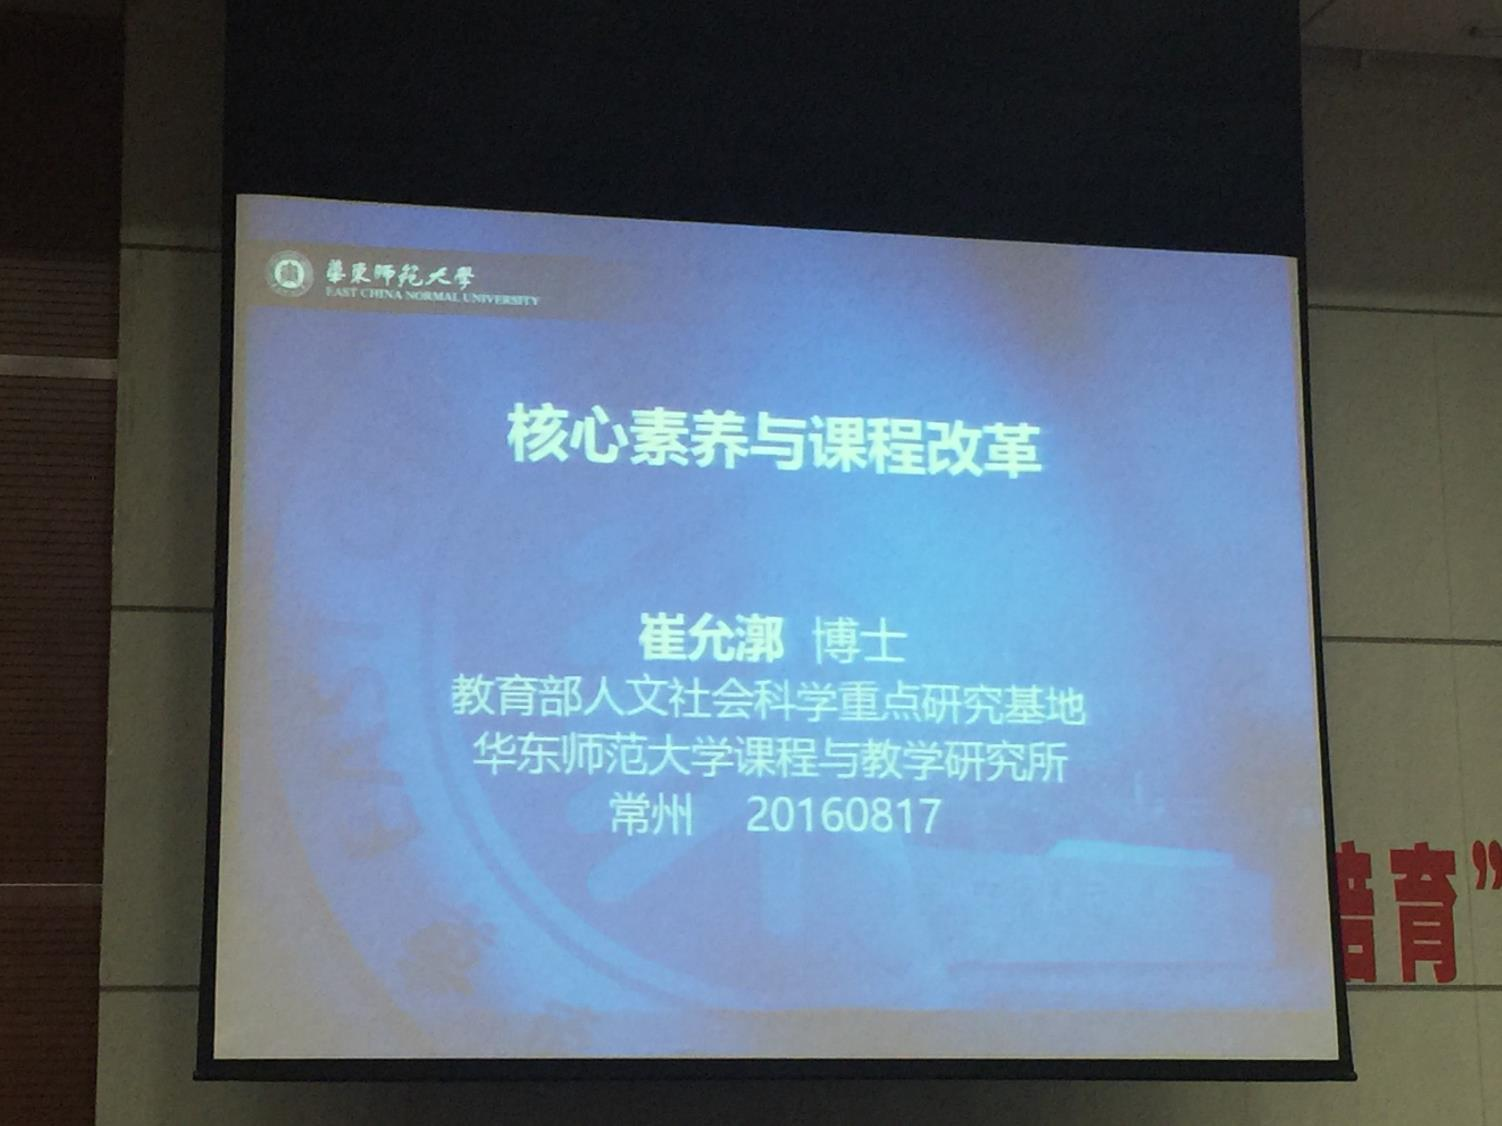 華東師範大學
EAST CHINA NORMAL UNIVERSITY
核心素养与课程改革
崔允漷 博士
教育部人文社会科学重点研究基地
华东师范大学课程与教学研究所
常州 20160817
培育”